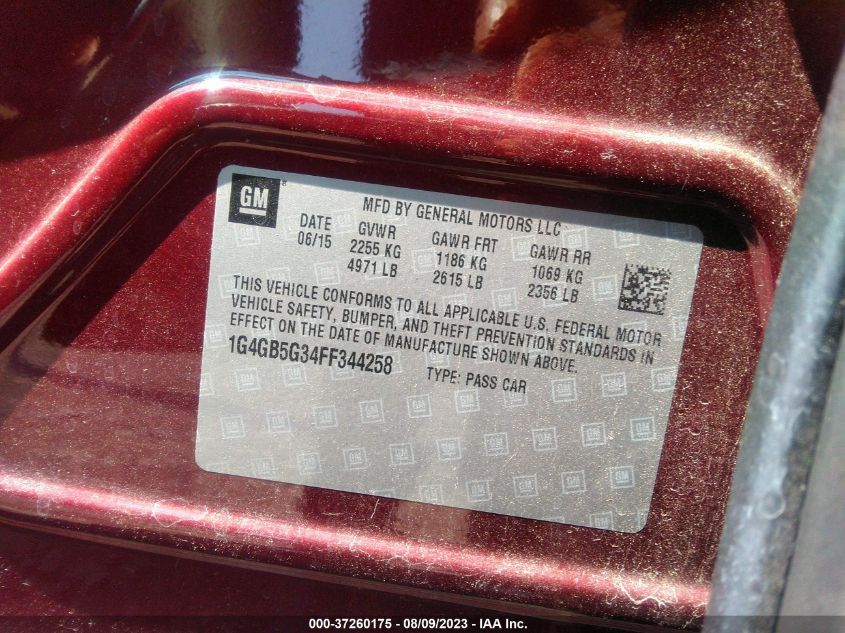 GM ®
MFD BY GENERAL MOTORS LLC
DATE GVWR GAWR FRT GAWR RR
06/15 2255 KG 1186 KG 1069 KG
4971 LB 2615 LB 2356 LB
THIS VEHICLE CONFORMS TO ALL APPLICABLE U.S. FEDERAL MOTOR
VEHICLE SAFETY, BUMPER, AND THEFT PREVENTION STANDARDS IN
EFFECT ON THE DATE OF MANUFACTURE SHOWN ABOVE.
1G4GB5G34FF344258 TYPE: PASS CAR
000-37260175 - 08/09/2023 - IAA Inc.